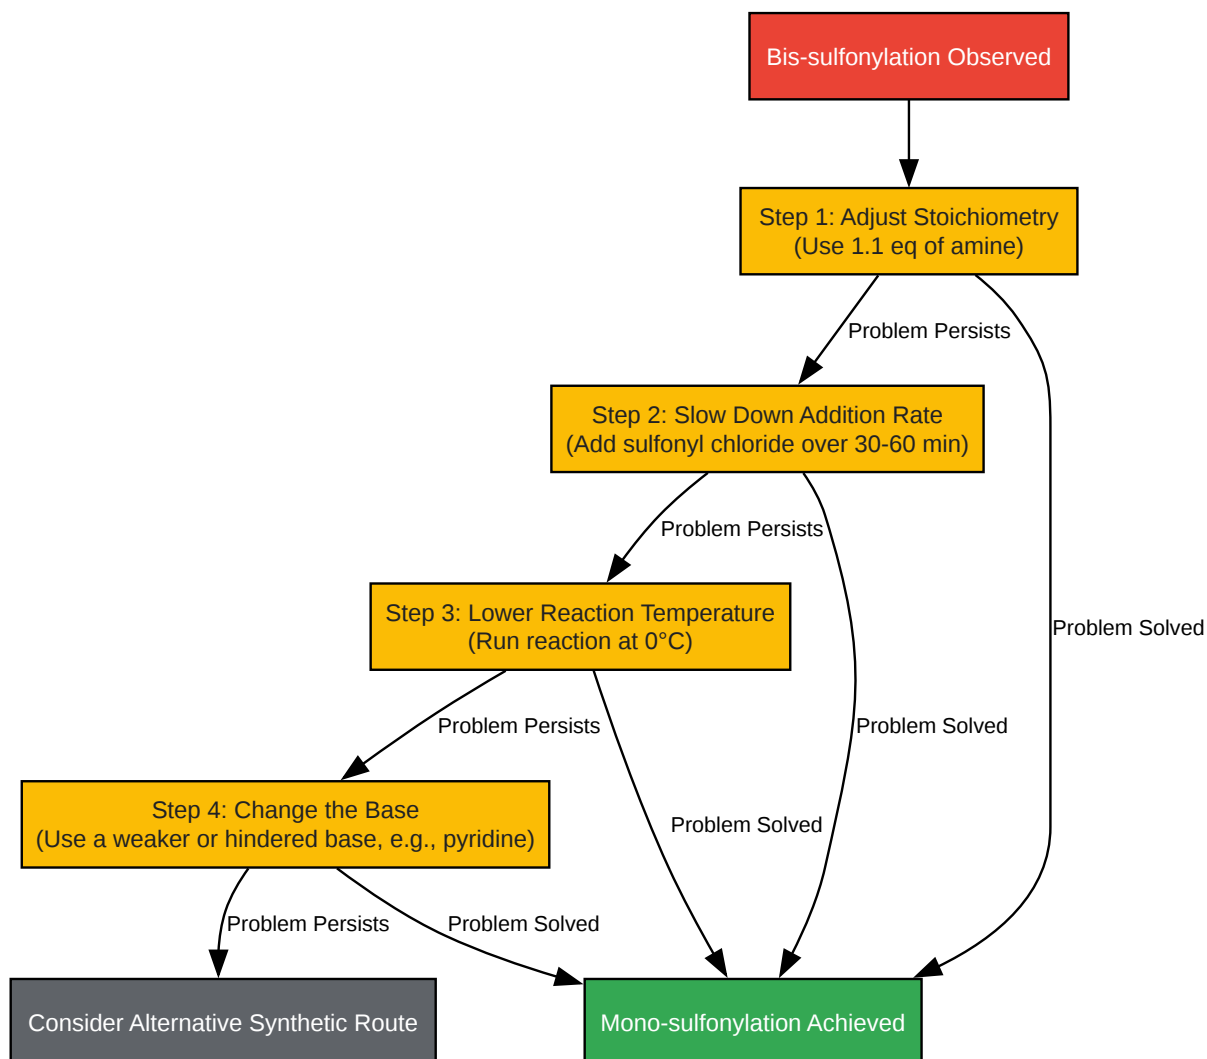 Bis-sulfonylation Observed
Step 1: Adjust Stoichiometry
(Use 1.1 eq of amine)
Problem Persists
Step 2: Slow Down Addition Rate
(Add sulfonyl chloride over 30-60 min)
Problem Persists
Step 3: Lower Reaction Temperature
(Run reaction at 0°C)
Problem Solved
Problem Persists
Problem Solved
Step 4: Change the Base
(Use a weaker or hindered base, e.g., pyridine)
Problem Solved
Problem Persists
Problem Solved
Consider Alternative Synthetic Route
Mono-sulfonylation Achieved